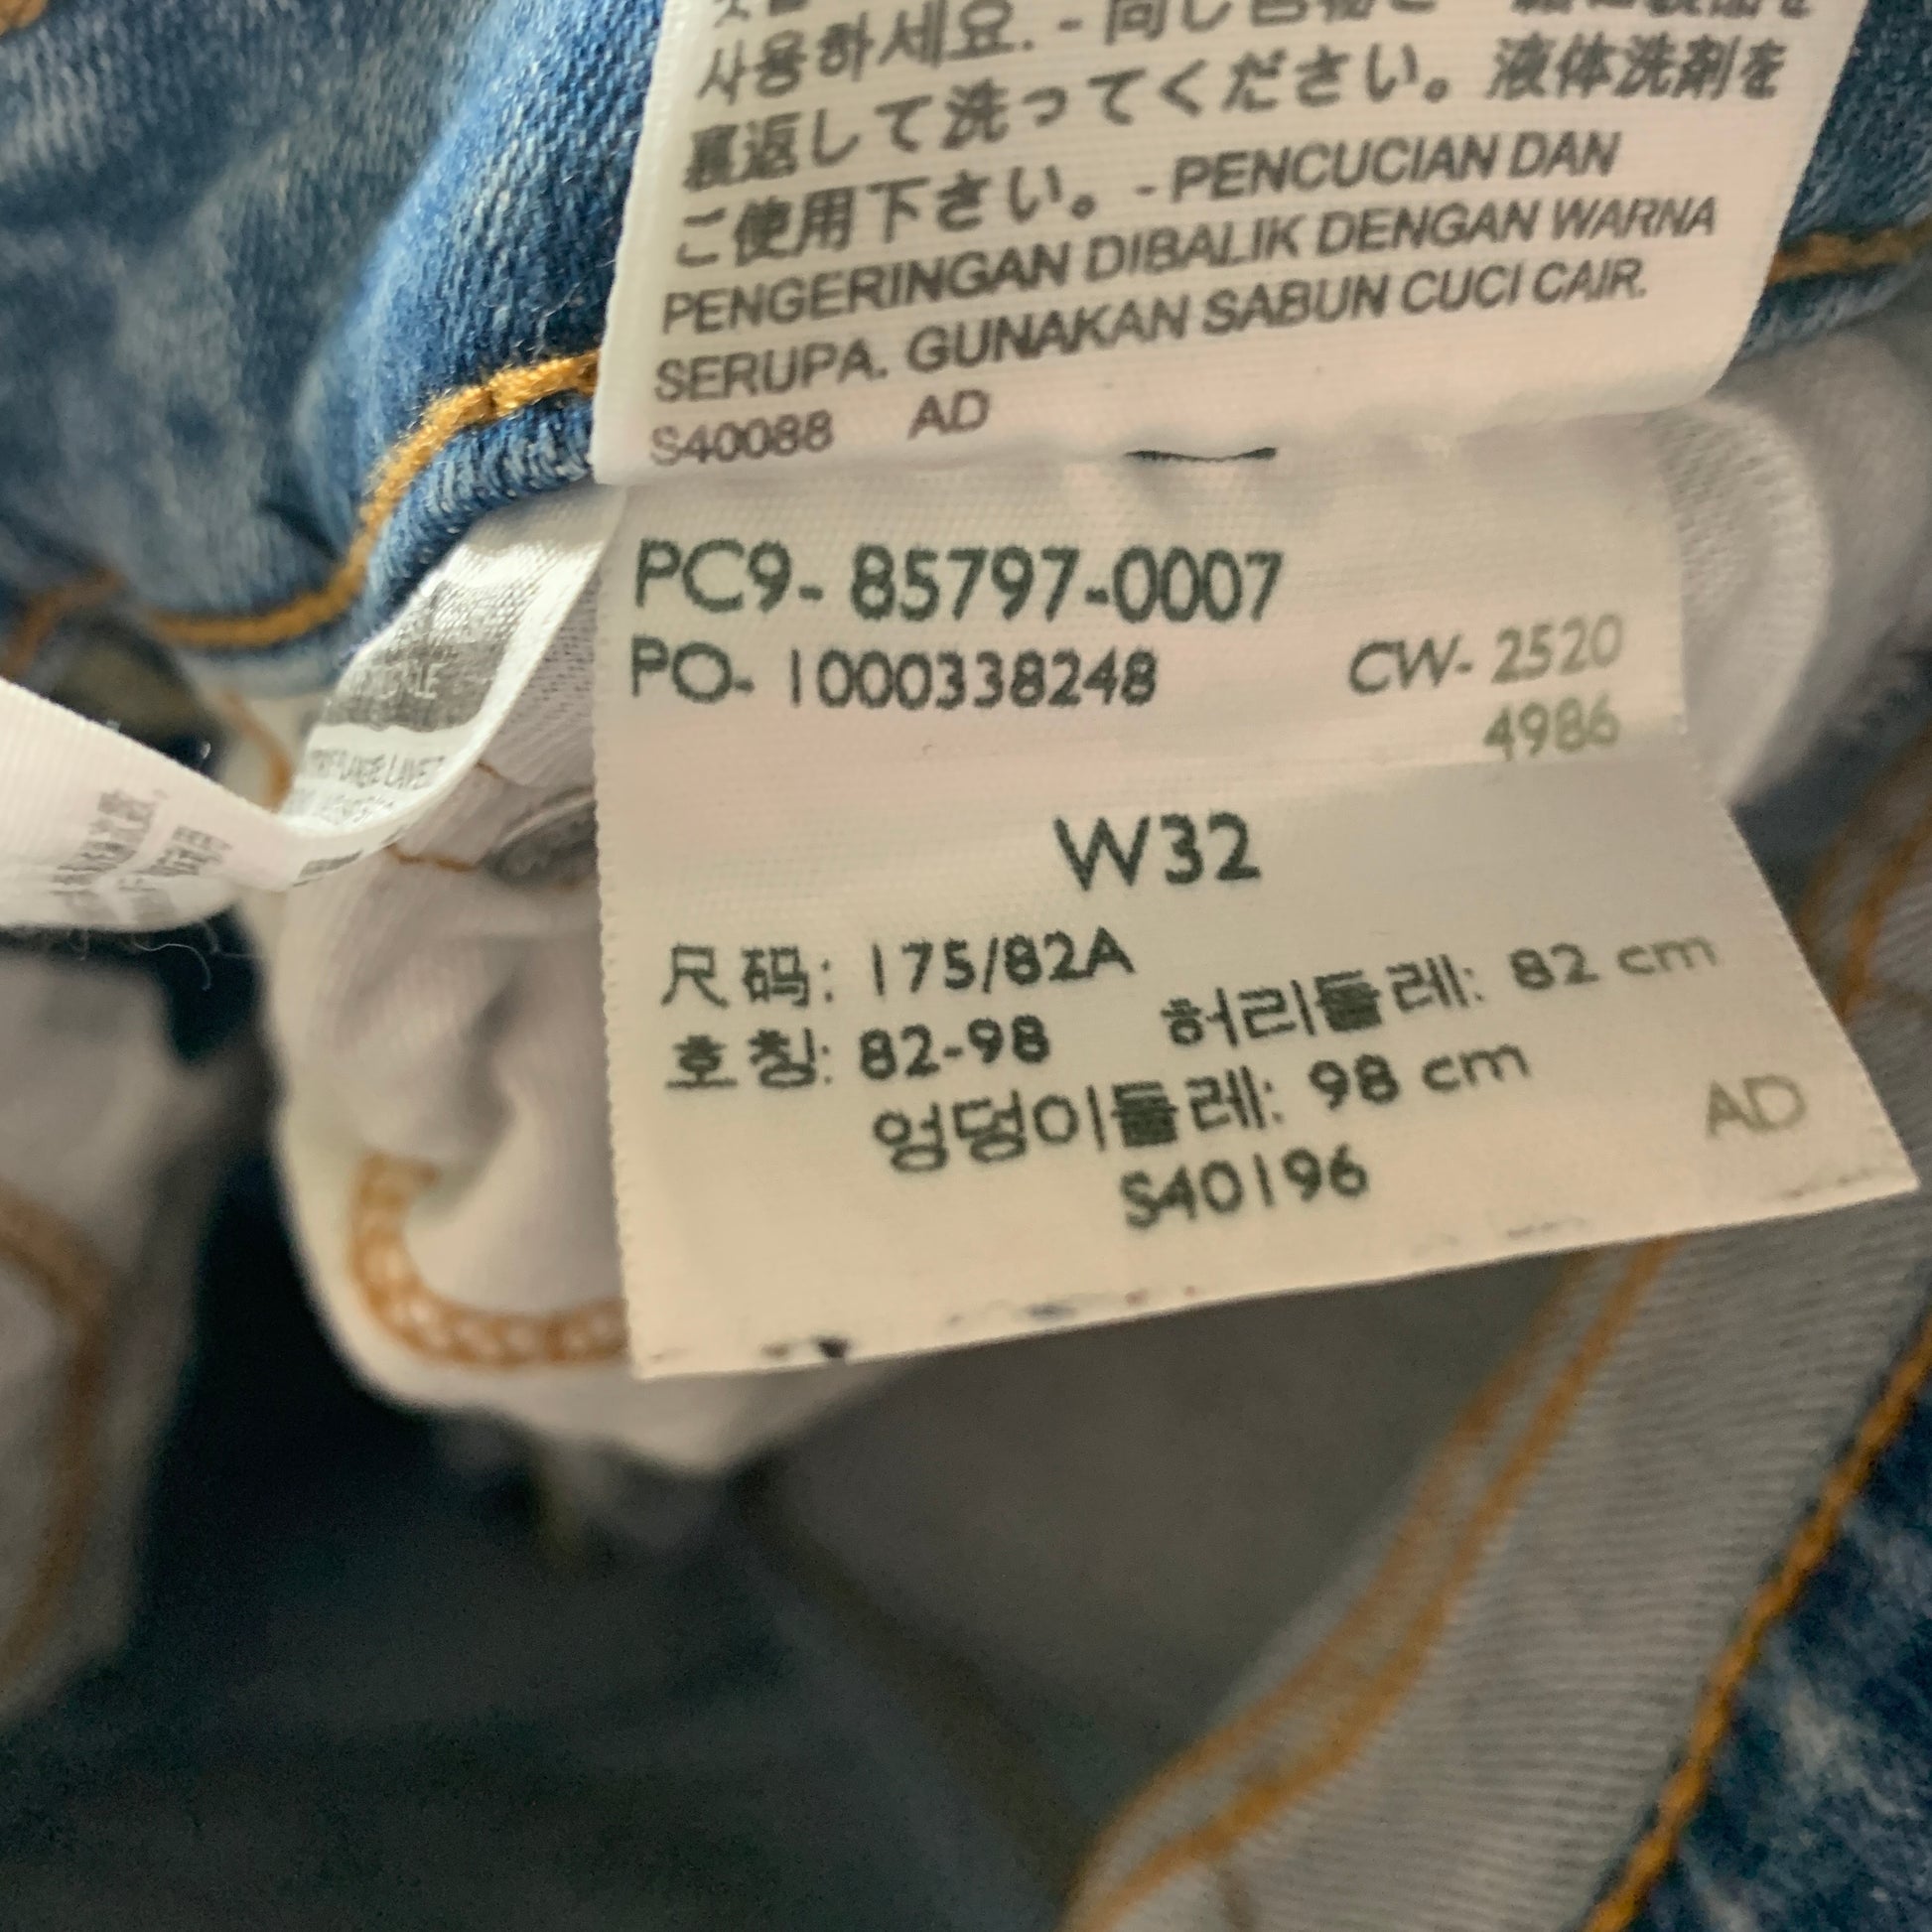 사용하세요. - 同じ色物と一緒に
裏返して洗ってください。液体洗剤を
ご使用下さい。- PENCUCIAN DAN
PENGERINGAN DIBALIK DENGAN WARNA
SERUPA. GUNAKAN SABUN CUCI CAIR.
S40088 AD
PC9- 85797-0007
PO- 1000338248 CW- 2520
4986
W32
尺码: 175/82A
호칭: 82-98 허리둘레: 82 cm
엉덩이둘레: 98 cm
AD
S40196